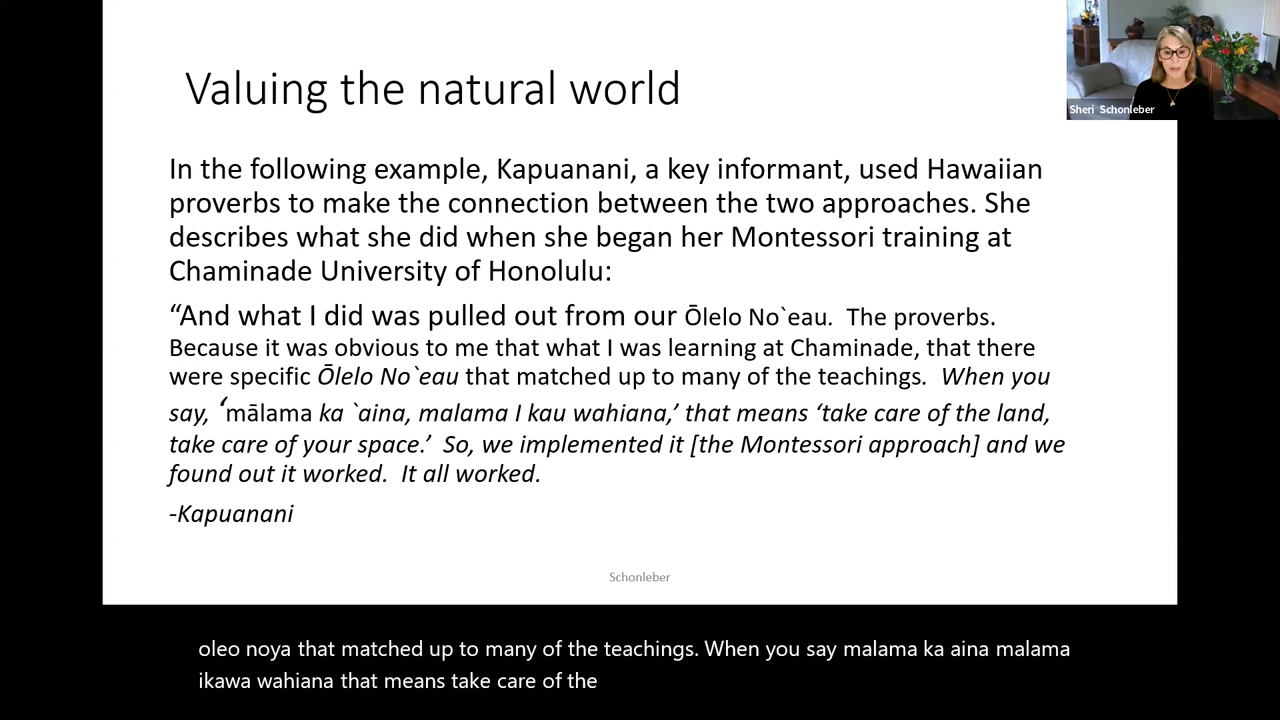 Valuing the natural world
Sheri Schonleber
In the following example, Kapuanani, a key informant, used Hawaiian
proverbs to make the connection between the two approaches. She
describes what she did when she began her Montessori training at
Chaminade University of Honolulu:
“And what I did was pulled out from our Ōlelo No`eau.  The proverbs.
Because it was obvious to me that what I was learning at Chaminade, that there
were specific Ōlelo No`eau that matched up to many of the teachings.  When you
say, ‘mālama ka `aina, malama I kau wahiana,’ that means ‘take care of the land,
take care of your space.’  So, we implemented it [the Montessori approach] and we
found out it worked.  It all worked.
-Kapuanani
Schonleber
oleo noya that matched up to many of the teachings. When you say malama ka aina malama
ikawa wahiana that means take care of the